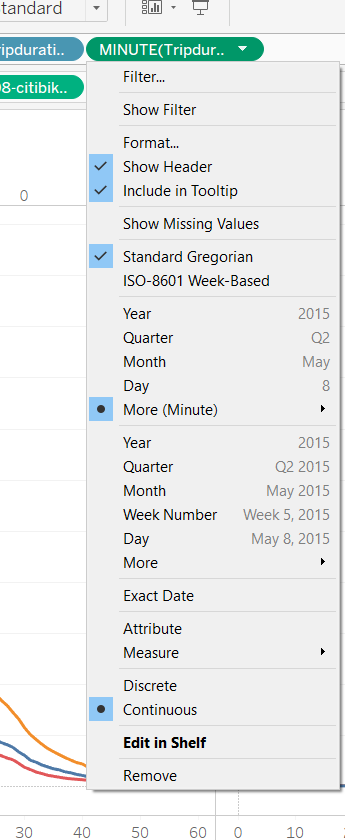 tandard
ripdurati..
MINUTE(Tripdur..
08-citibik..
Filter...
Show Filter
0
Format...
Show Header
Include in Tooltip
Show Missing Values
Standard Gregorian
ISO-8601 Week-Based
Year 2015
Quarter Q2
Month May
Day 8
More (Minute)
Year 2015
Quarter Q2 2015
Month May 2015
Week Number Week 5, 2015
Day May 8, 2015
More
Exact Date
Attribute
Measure
Discrete
Continuous
Edit in Shelf
Remove
30 40 50 60 0 10 20